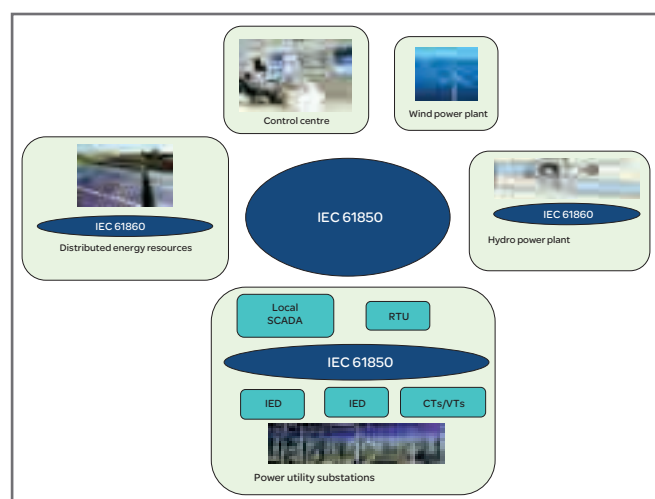 Control centre
Wind power plant
IEC 61860
Distributed energy resources
IEC 61850
IEC 61860
Hydro power plant
Local
SCADA
RTU
IEC 61850
IED
IED
CTs/VTs
Power utility substations